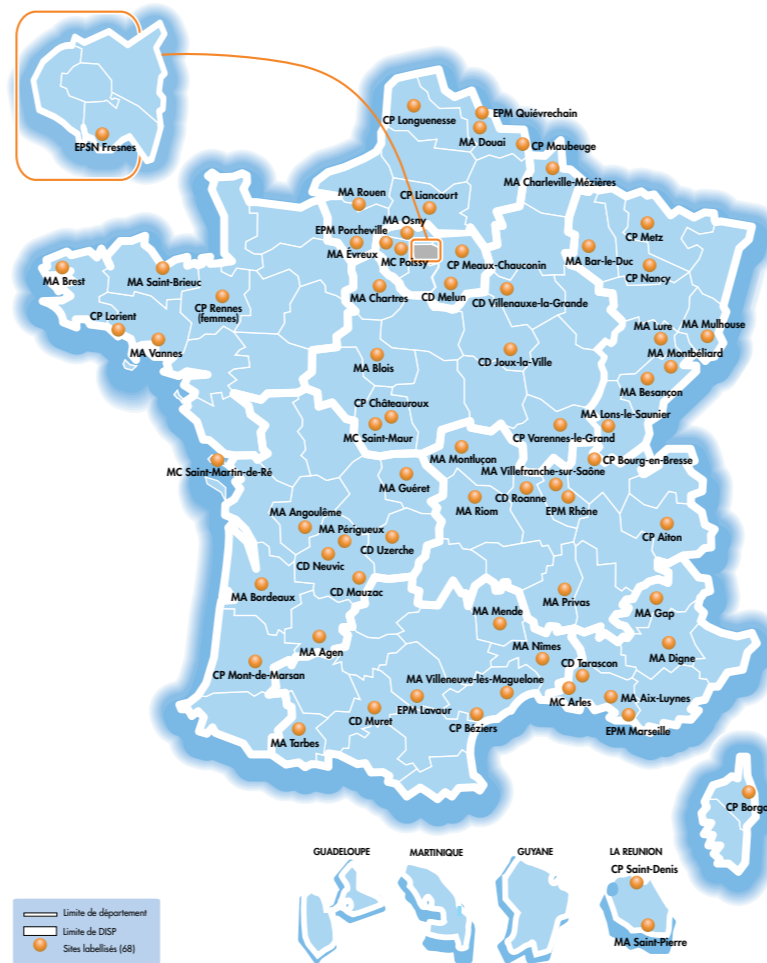 EPSN Fresnes
CP Longuenesse
EPM Quiévrechain
MA Douai
CP Maubeuge
MA Charleville-Mézières
MA Rouen
CP Liancourt
MA Osny
EPM Porcheville
MA Évreux
MC Poissy
CP Meaux-Chauconin
MA Bar-le-Duc
CP Metz
CP Nancy
MA Brest
MA Saint-Brieuc
CP Rennes
(femmes)
MA Chartres
CD Melun
CD Villenauxe-la-Grande
CP Lorient
MA Vannes
MA Blois
CD Joux-la-Ville
MA Lure
MA Mulhouse
MA Montbéliard
MA Besançon
CP Châteauroux
MC Saint-Maur
CP Varennes-le-Grand
MA Lons-le-Saunier
MC Saint-Martin-de-Ré
MA Montluçon
MA Villefranche-sur-Saône
CP Bourg-en-Bresse
MA Guéret
MA Riom
CD Roanne
EPM Rhône
MA Angoulême
MA Périgueux
CD Uzerche
CD Neuvic
CP Aiton
MA Bordeaux
CD Mauzac
MA Privas
MA Gap
MA Mende
MA Agen
MA Nîmes
MA Digne
CP Mont-de-Marsan
MA Villeneuve-lès-Maguelone
CD Tarascon
CD Muret
EPM Lavaur
CP Béziers
MC Arles
MA Aix-Luynes
MA Tarbes
EPM Marseille
CP Borgo
GUADELOUPE
MARTINIQUE
GUYANE
LA REUNION
CP Saint-Denis
MA Saint-Pierre
Limite de département
Limite de DISP
Sites labellisés (68)